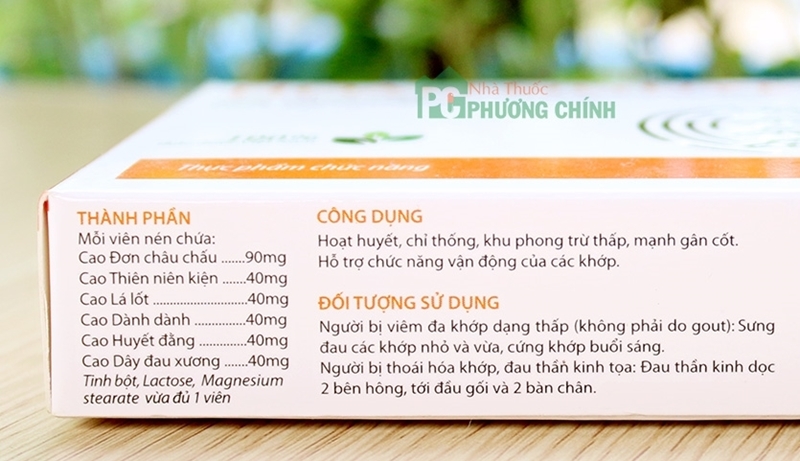 Nhà Thuốc
PC PHƯƠNG CHÍNH
Thực phẩm chức năng
THÀNH PHẦN
Mỗi viên nén chứa:
Cao Đơn châu chấu .......90mg
Cao Thiên niên kiện .......40mg
Cao Lá lốt ............................40mg
Cao Dành dành ...............40mg
Cao Huyết đằng ..............40mg
Cao Dây đau xương .......40mg
Tinh bột, Lactose, Magnesium
stearate vừa đủ 1 viên
CÔNG DỤNG
Hoạt huyết, chỉ thống, khu phong trừ thấp, mạnh gân cốt.
Hỗ trợ chức năng vận động của các khớp.
ĐỐI TƯỢNG SỬ DỤNG
Người bị viêm đa khớp dạng thấp (không phải do gout): Sưng
đau các khớp nhỏ và vừa, cứng khớp buổi sáng.
Người bị thoái hóa khớp, đau thần kinh tọa: Đau thần kinh dọc
2 bên hông, tới đầu gối và 2 bàn chân.